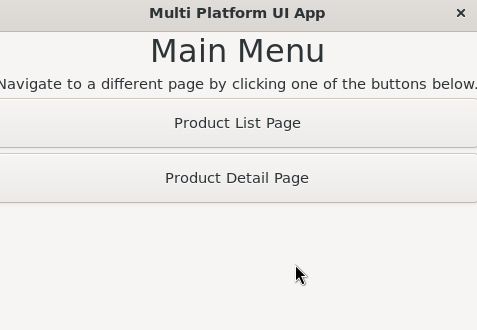 Multi Platform UI App
Main Menu
Navigate to a different page by clicking one of the buttons below.
Product List Page
Product Detail Page